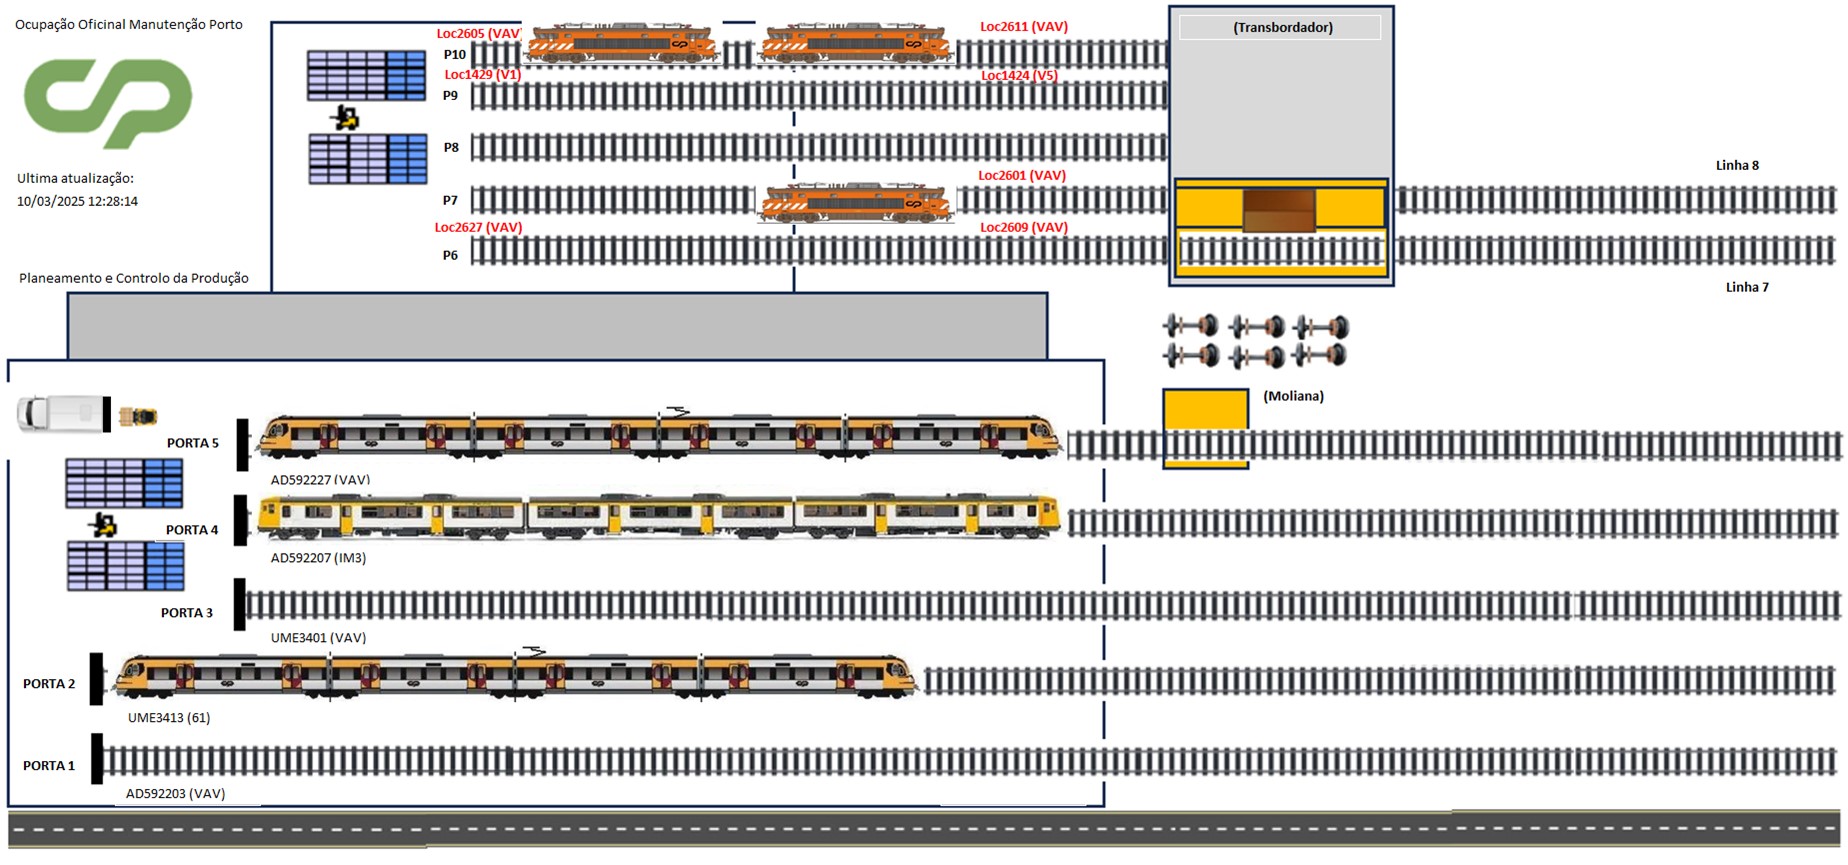 Ocupação Oficinal Manutenção Porto
Ultima atualização:
10/03/2025 12:28:14
Planeamento e Controlo da Produção
Loc2605 (VAV)
Loc2611 (VAV)
(Transbordador)
P10
Loc1429 (V1)
Loc1424 (V5)
P9
P8
Loc2601 (VAV)
P7
Linha 8
Loc2627 (VAV)
Loc2609 (VAV)
P6
Linha 7
(Moliana)
PORTA 5
AD592227 (VAV)
PORTA 4
AD592207 (IM3)
PORTA 3
UME3401 (VAV)
PORTA 2
UME3413 (61)
PORTA 1
AD592203 (VAV)